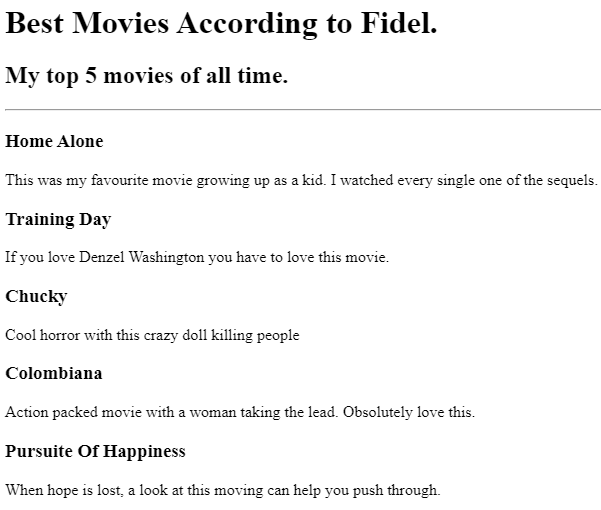 Best Movies According to Fidel.
My top 5 movies of all time.
Home Alone
This was my favourite movie growing up as a kid. I watched every single one of the sequels.
Training Day
If you love Denzel Washington you have to love this movie.
Chucky
Cool horror with this crazy doll killing people
Colombiana
Action packed movie with a woman taking the lead. Obsolutely love this.
Pursuite Of Happiness
When hope is lost, a look at this moving can help you push through.